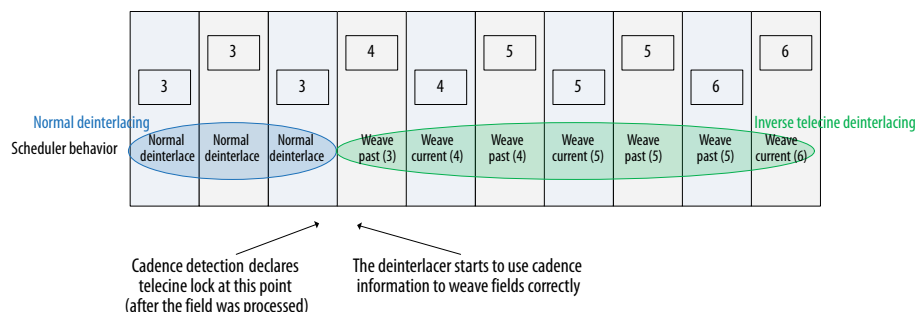 3 4 5 5 6
3 3 4 5 6
Normal deinterlacing
Inverse telecine deinterlacing
Scheduler behavior
Normal deinterlace
Normal deinterlace
Normal deinterlace
Weave past (3)
Weave current (4)
Weave past (4)
Weave current (5)
Weave past (5)
Weave past (5)
Weave current (6)
Cadence detection declares
telecine lock at this point
(after the field was processed)
The deinterlacer starts to use cadence
information to weave fields correctly